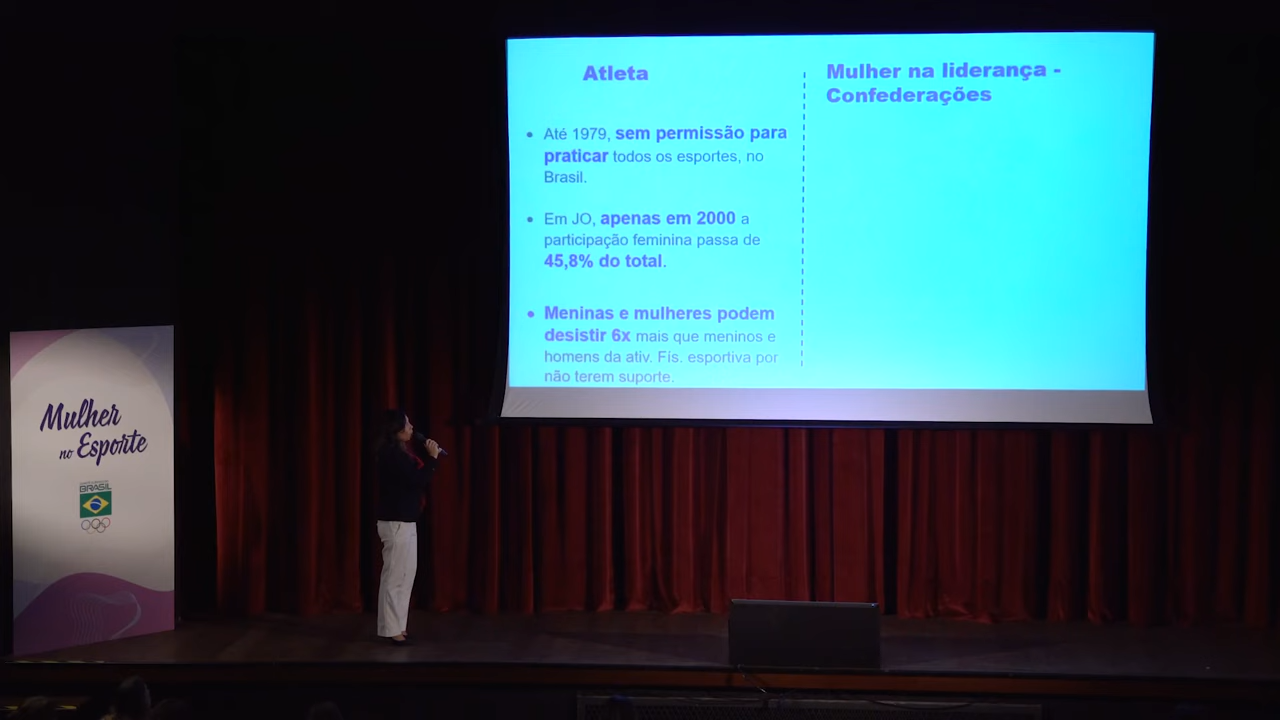 Atleta
Até 1979, sem permissão para
praticar todos os esportes, no
Brasil.
Em JO, apenas em 2000 a
participação feminina passa de
45,8% do total.
Meninas e mulheres podem
desistir 6x mais que meninos e
homens da ativ. Fís. esportiva por
não terem suporte.
Mulher na liderança -
Confederações
Mulher
no Esporte
BRASIL